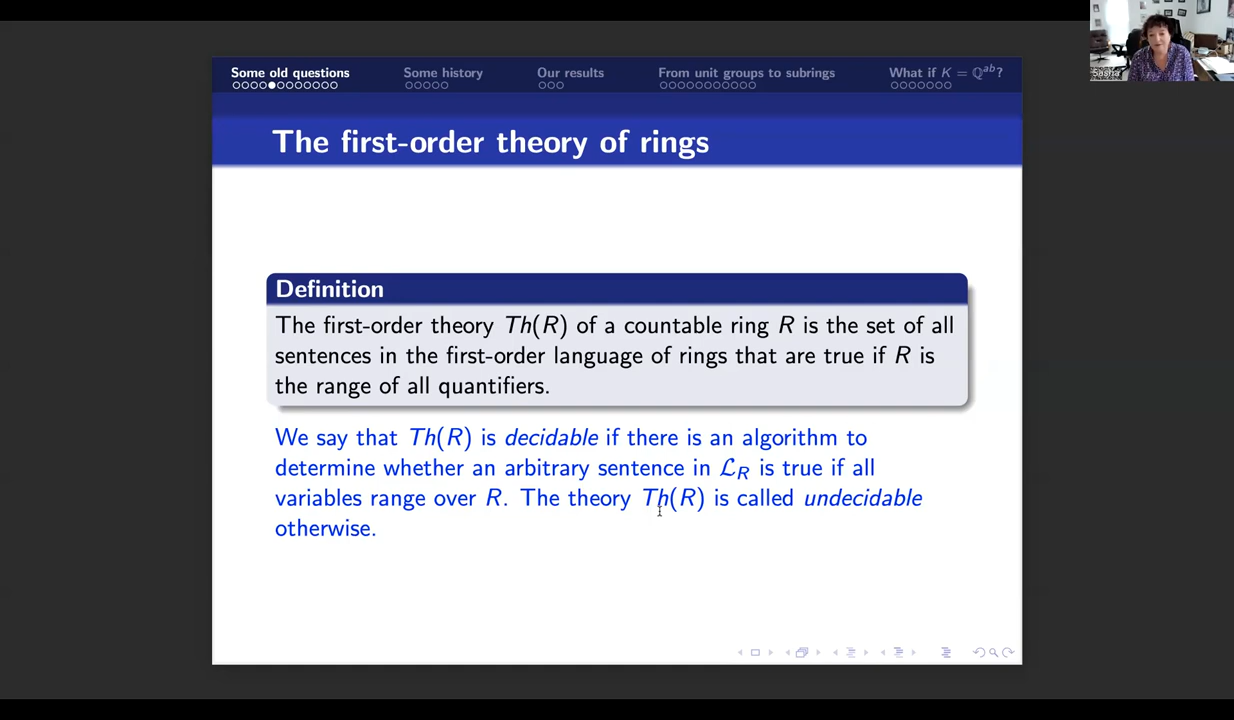 Some old questions Some history Our results From unit groups to subrings What if K = ℚᵃᵇ?
The first-order theory of rings
Definition
The first-order theory Th(R) of a countable ring R is the set of all
sentences in the first-order language of rings that are true if R is
the range of all quantifiers.
We say that Th(R) is decidable if there is an algorithm to
determine whether an arbitrary sentence in ℒ_R is true if all
variables range over R. The theory Th(R) is called undecidable
otherwise.